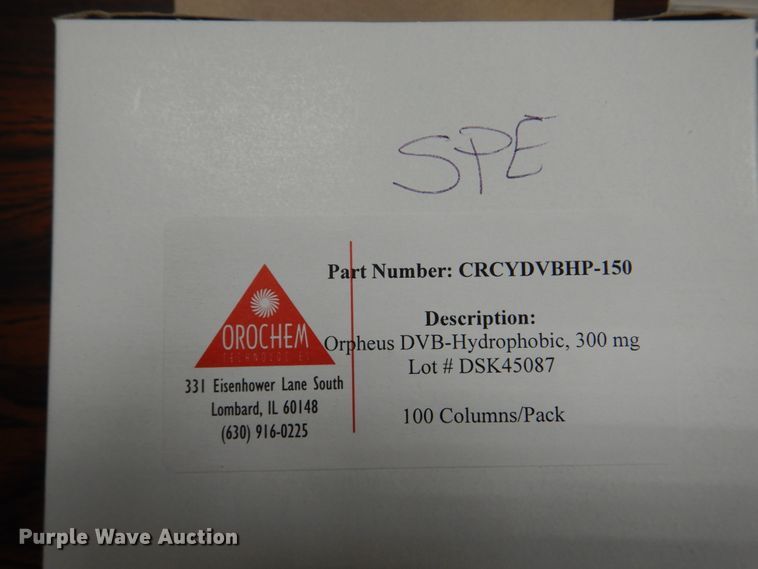 SPE
OROCHEM
TECHNOLOGIES
331 Eisenhower Lane South
Lombard, IL 60148
(630) 916-0225
Part Number: CRCYDVBHP-150
Description:
Orpheus DVB-Hydrophobic, 300 mg
Lot # DSK45087
100 Columns/Pack
Purple Wave Auction